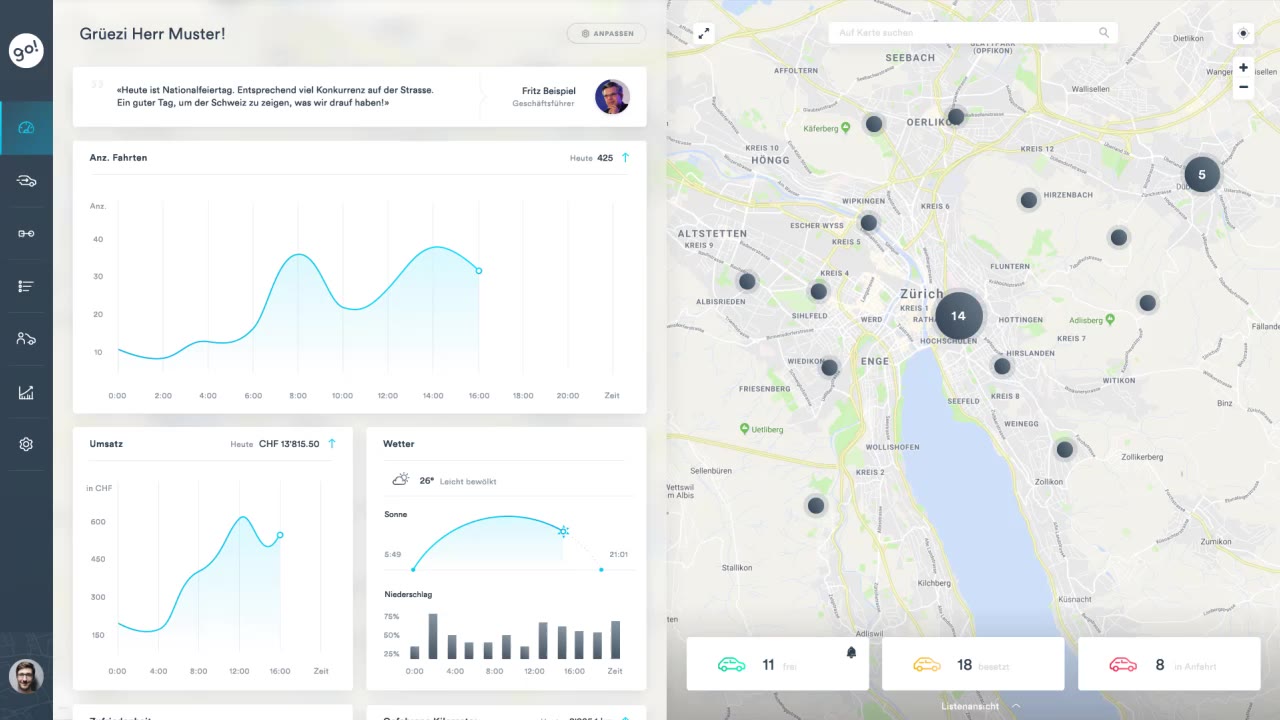 go!
Grüezi Herr Muster!
ANPASSEN
«Heute ist Nationalfeiertag. Entsprechend viel Konkurrenz auf der Strasse.
Ein guter Tag, um der Schweiz zu zeigen, was wir drauf haben!»
Fritz Beispiel
Geschäftsführer
Anz. Fahrten
Heute 425
Anz.
40
30
20
10
0:00 2:00 4:00 6:00 8:00 10:00 12:00 14:00 16:00 18:00 20:00 Zeit
Umsatz
Heute CHF 13'815.50
in CHF
600
450
300
150
0:00 4:00 8:00 12:00 16:00 Zeit
Wetter
26° Leicht bewölkt
Sonne
5:49 21:01
Niederschlag
75%
50%
25%
0:00 4:00 08:00 12:00 16:00 Zeit
Auf Karte suchen
Dietlikon
(OPFIKON)
SEEBACH
AFFOLTERN
Wallisellen
Käferberg
OERLIKON
KREIS 10
HÖNGG
KREIS 12
5
HIRZENBACH
WIPKINGEN
KREIS 6
ESCHER WYSS
ALTSTETTEN
KREIS 9
KREIS 5
FLUNTERN
KREIS 4
ALBISRIEDEN
Zürich
KREIS 1
14
SIHLFELD
WERD
HOTTINGEN
Adlisberg
HOCHSCHULEN
KREIS 7
HIRSLANDEN
WIEDIKON
ENGE
WITIKON
FRIESENBERG
KREIS 8
SEEFELD
Binz
WEINEGG
Uetliberg
WOLLISHOFEN
Zollikerberg
Sellenbüren
KREIS 2
Zollikon
Wettswil
m Albis
Zumikon
Stallikon
Kilchberg
Küsnacht
Adliswil
11 frei
18 besetzt
8 in Anfahrt
Listenansicht